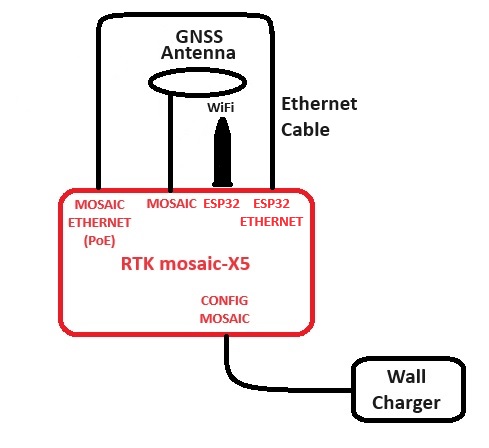 GNSS
Antenna
WiFi
Ethernet
Cable
MOSAIC
ETHERNET
(PoE)
MOSAIC
ESP32
ESP32
ETHERNET
RTK mosaic-X5
CONFIG
MOSAIC
Wall
Charger